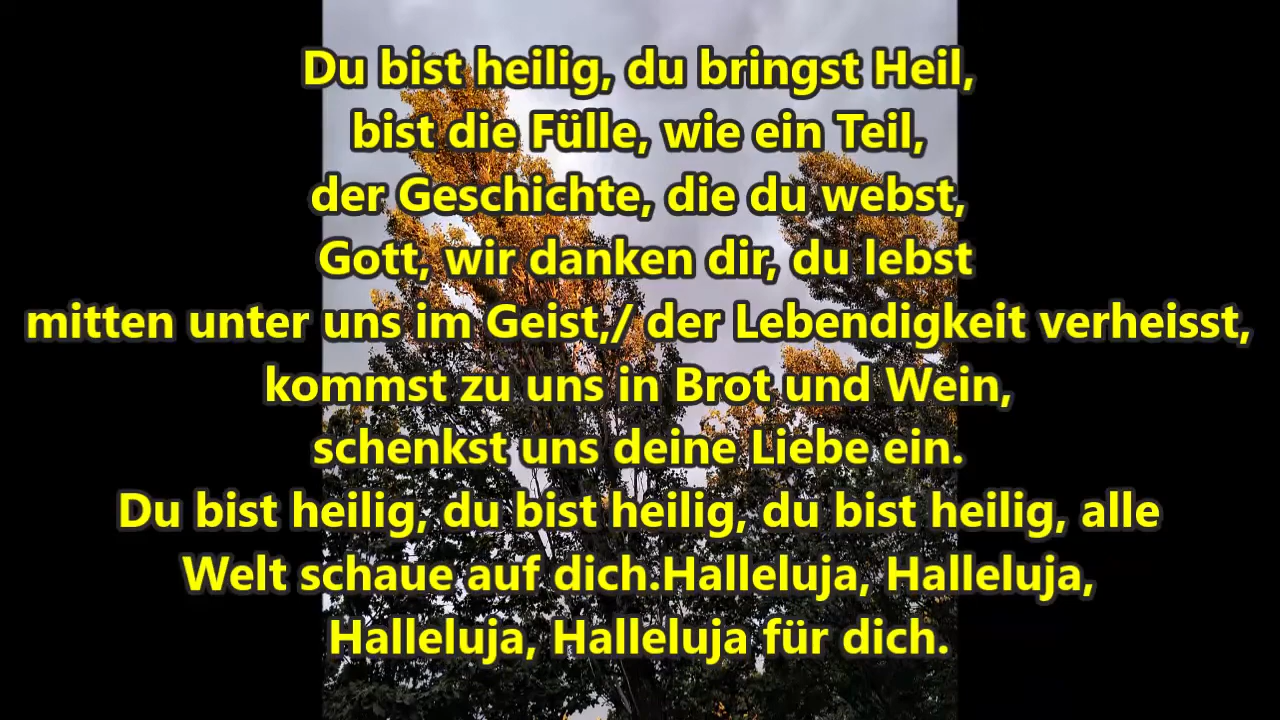 Du bist heilig, du bringst Heil,
bist die Fülle, wie ein Teil,
der Geschichte, die du webst,
Gott, wir danken dir, du lebst
mitten unter uns im Geist,/ der Lebendigkeit verheisst,
kommst zu uns in Brot und Wein,
schenkst uns deine Liebe ein.
Du bist heilig, du bist heilig, du bist heilig, alle
Welt schaue auf dich.Halleluja, Halleluja,
Halleluja, Halleluja für dich.